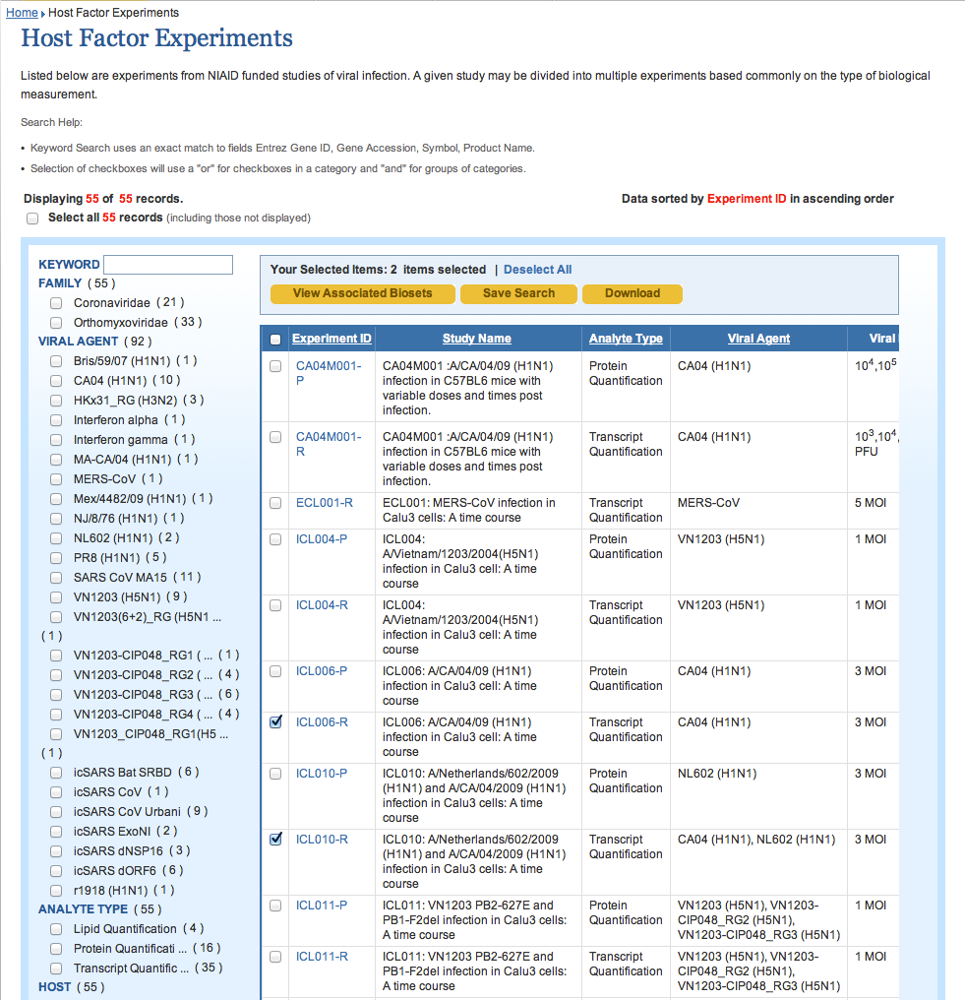 Home ▸ Host Factor Experiments
Host Factor Experiments
Listed below are experiments from NIAID funded studies of viral infection. A given study may be divided into multiple experiments based commonly on the type of biological
measurement.
Search Help:
• Keyword Search uses an exact match to fields Entrez Gene ID, Gene Accession, Symbol, Product Name.
• Selection of checkboxes will use a "or" for checkboxes in a category and "and" for groups of categories.
Displaying 55 of 55 records.
Data sorted by Experiment ID in ascending order
Select all 55 records (including those not displayed)
KEYWORD
FAMILY ( 55 )
Coronaviridae ( 21 )
Orthomyxoviridae ( 33 )
VIRAL AGENT ( 92 )
Bris/59/07 (H1N1) ( 1 )
CA04 (H1N1) ( 10 )
HKx31_RG (H3N2) ( 3 )
Interferon alpha ( 1 )
Interferon gamma ( 1 )
MA-CA/04 (H1N1) ( 1 )
MERS-CoV ( 1 )
Mex/4482/09 (H1N1) ( 1 )
NJ/8/76 (H1N1) ( 1 )
NL602 (H1N1) ( 2 )
PR8 (H1N1) ( 5 )
SARS CoV MA15 ( 11 )
VN1203 (H5N1) ( 9 )
VN1203(6+2)_RG (H5N1 ...
( 1 )
VN1203-CIP048_RG1 ( ... ( 1 )
VN1203-CIP048_RG2 ( ... ( 4 )
VN1203-CIP048_RG3 ( ... ( 6 )
VN1203-CIP048_RG4 ( ... ( 4 )
VN1203_CIP048_RG1(H5 ...
( 1 )
icSARS Bat SRBD ( 6 )
icSARS CoV ( 1 )
icSARS CoV Urbani ( 9 )
icSARS ExoNI ( 2 )
icSARS dNSP16 ( 3 )
icSARS dORF6 ( 6 )
r1918 (H1N1) ( 1 )
ANALYTE TYPE ( 55 )
Lipid Quantification ( 4 )
Protein Quantificati ... ( 16 )
Transcript Quantific ... ( 35 )
HOST ( 55 )
Your Selected Items: 2 items selected | Deselect All
View Associated Biosets Save Search Download
Experiment ID Study Name Analyte Type Viral Agent Viral
CA04M001- CA04M001 :A/CA/04/09 (H1N1) Protein CA04 (H1N1) 10^4,10^5
P infection in C57BL6 mice with Quantification
variable doses and times post
infection.
CA04M001- CA04M001 :A/CA/04/09 (H1N1) Transcript CA04 (H1N1) 10^3,10^4,
R infection in C57BL6 mice with Quantification PFU
variable doses and times post
infection.
ECL001-R ECL001: MERS-CoV infection in Transcript MERS-CoV 5 MOI
Calu3 cells: A time course Quantification
ICL004-P ICL004: Protein VN1203 (H5N1) 1 MOI
A/Vietnam/1203/2004(H5N1) Quantification
infection in Calu3 cell: A time
course
ICL004-R ICL004: Transcript VN1203 (H5N1) 1 MOI
A/Vietnam/1203/2004(H5N1) Quantification
infection in Calu3 cell: A time
course
ICL006-P ICL006: A/CA/04/09 (H1N1) Protein CA04 (H1N1) 3 MOI
infection in Calu3 cell: A time Quantification
course
ICL006-R ICL006: A/CA/04/09 (H1N1) Transcript CA04 (H1N1) 3 MOI
infection in Calu3 cell: A time Quantification
course
ICL010-P ICL010: A/Netherlands/602/2009 Protein NL602 (H1N1) 3 MOI
(H1N1) and A/CA/04/2009 (H1N1) Quantification
infection in Calu3 cells: A time
course
ICL010-R ICL010: A/Netherlands/602/2009 Transcript CA04 (H1N1), NL602 (H1N1) 3 MOI
(H1N1) and A/CA/04/2009 (H1N1) Quantification
infection in Calu3 cells: A time
course
ICL011-P ICL011: VN1203 PB2-627E and Protein VN1203 (H5N1), VN1203- 1 MOI
PB1-F2del infection in Calu3 cells: Quantification CIP048_RG2 (H5N1),
A time course VN1203-CIP048_RG3 (H5N1)
ICL011-R ICL011: VN1203 PB2-627E and Transcript VN1203 (H5N1), VN1203- 1 MOI
PB1-F2del infection in Calu3 cells: Quantification CIP048_RG2 (H5N1),
A time course VN1203-CIP048_RG3 (H5N1)